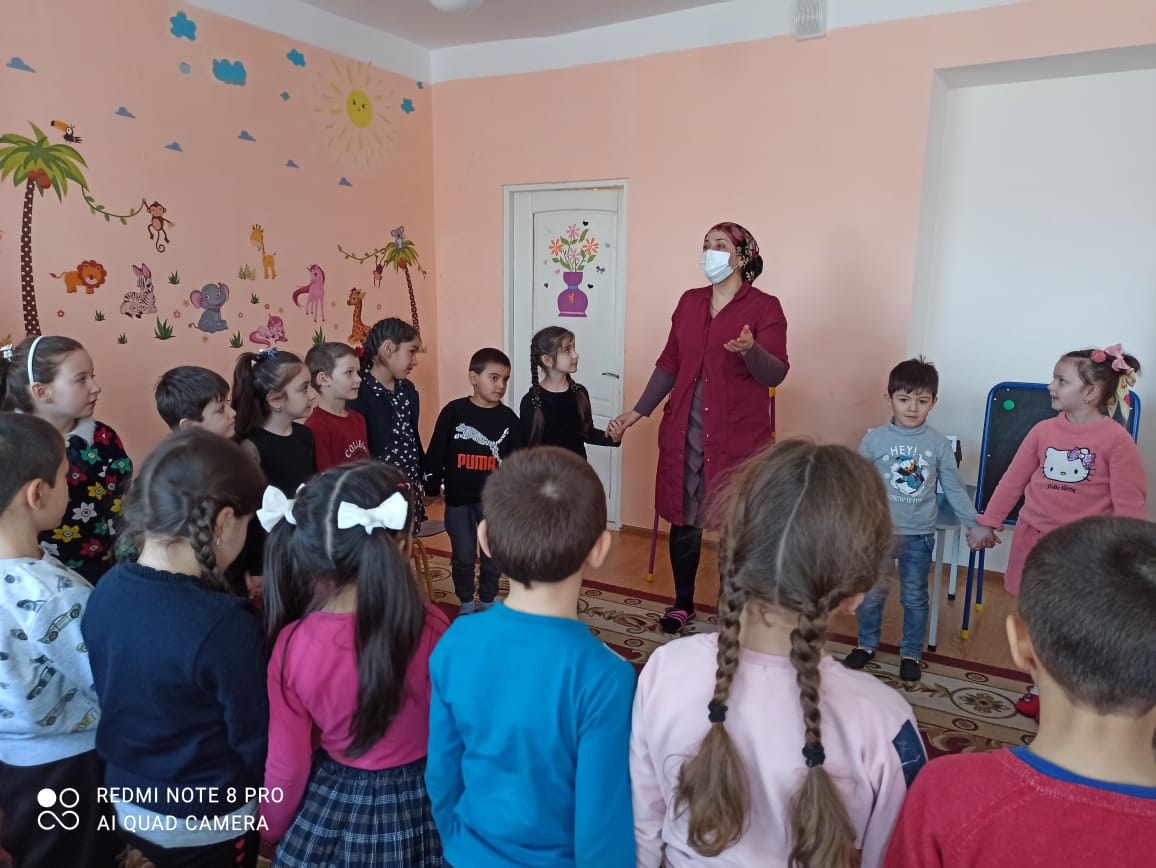 HEY!
PUMA
Hello Kitty
REDMI NOTE 8 PRO
AI QUAD CAMERA